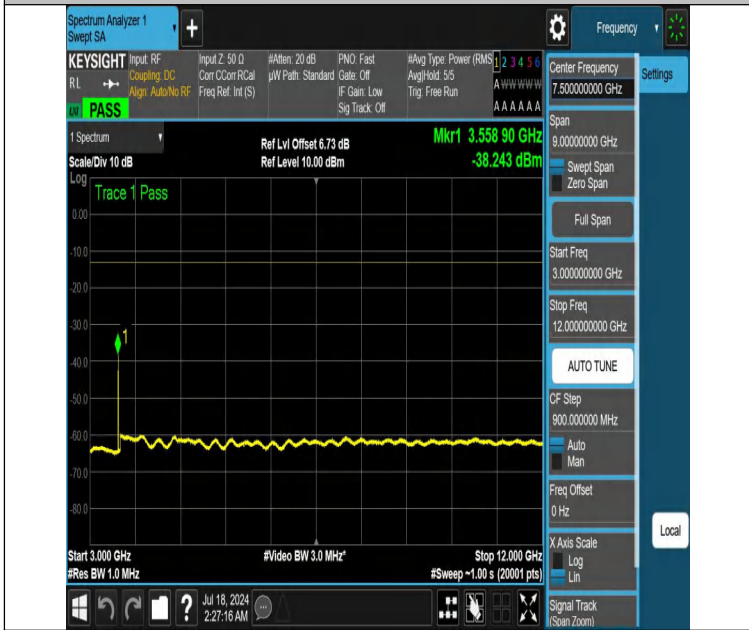 Spectrum Analyzer 1
Swept SA
Frequency
KEYSIGHT
RL
PASS
Input: RF
Coupling: DC
Align: Auto/No RF
Input Z: 50 Ω
Corr CCorr RCal
Freq Ref: Int (S)
#Atten: 20 dB
µW Path: Standard
PNO: Fast
Gate: Off
IF Gain: Low
Sig Track: Off
#Avg Type: Power (RMS
Avg|Hold: 5/5
Trig: Free Run
1 2 3 4 5 6
A W W W W W
A A A A A A
1 Spectrum
Scale/Div 10 dB
Log
Ref Lvl Offset 6.73 dB
Ref Level 10.00 dBm
Mkr1 3.558 90 GHz
-38.243 dBm
Trace 1 Pass
1
0.00
-10.0
-20.0
-30.0
-40.0
-50.0
-60.0
-70.0
-80.0
Start 3.000 GHz
#Res BW 1.0 MHz
#Video BW 3.0 MHz*
Stop 12.000 GHz
#Sweep ~1.00 s (20001 pts)
Jul 18, 2024
2:27:16 AM
Center Frequency
7.500000000 GHz
Settings
Span
9.00000000 GHz
Swept Span
Zero Span
Full Span
Start Freq
3.000000000 GHz
Stop Freq
12.000000000 GHz
AUTO TUNE
CF Step
900.000000 MHz
Auto
Man
Freq Offset
0 Hz
X Axis Scale
Log
Lin
Local
Signal Track
(Span Zoom)